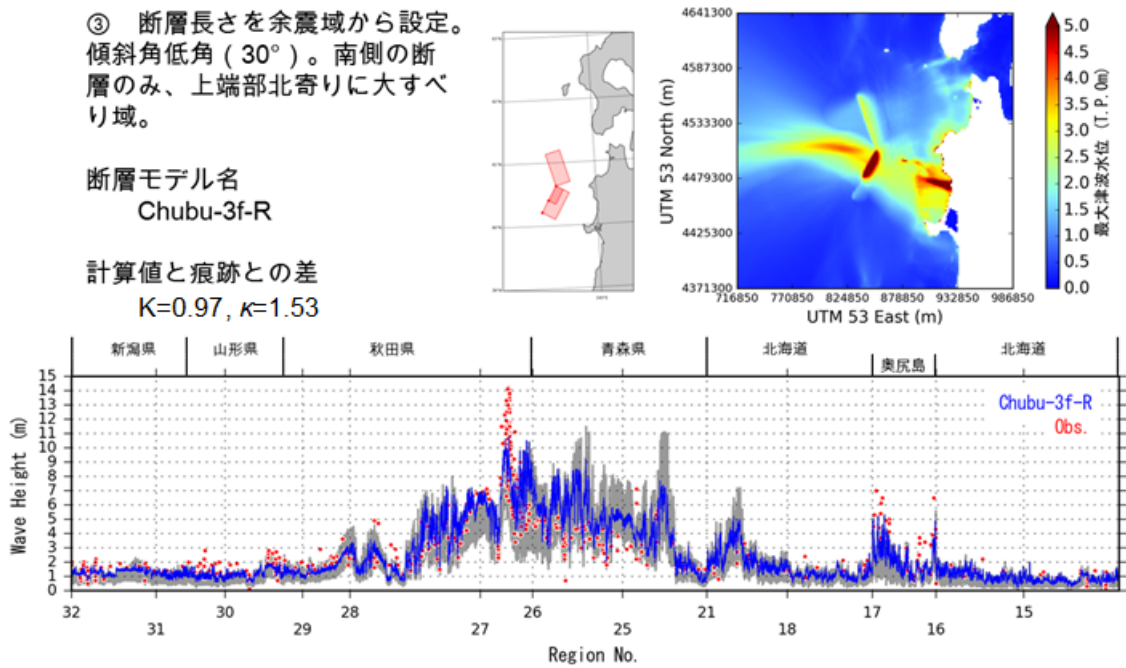 ③　断層長さを余震域から設定。
傾斜角低角（30°）。南側の断
層のみ、上端部北寄りに大すべ
り域。
断層モデル名
Chubu-3f-R
計算値と痕跡との差
K=0.97, κ=1.53
4641300
4587300
4533300
4479300
4425300
4371300
UTM 53 North (m)
716850 770850 824850 878850 932850 986850
UTM 53 East (m)
5.0
4.5
4.0
3.5
3.0
2.5
2.0
1.5
1.0
0.5
0.0
最大津波水位 (T.P.0m)
新潟県 山形県 秋田県 青森県 北海道 奥尻島 北海道
15
14
13
12
11
10
9
8
7
6
5
4
3
2
1
0
Wave Height (m)
Chubu-3f-R
Obs.
32 30 28 26 21 17 15
31 29 27 25 18 16
Region No.